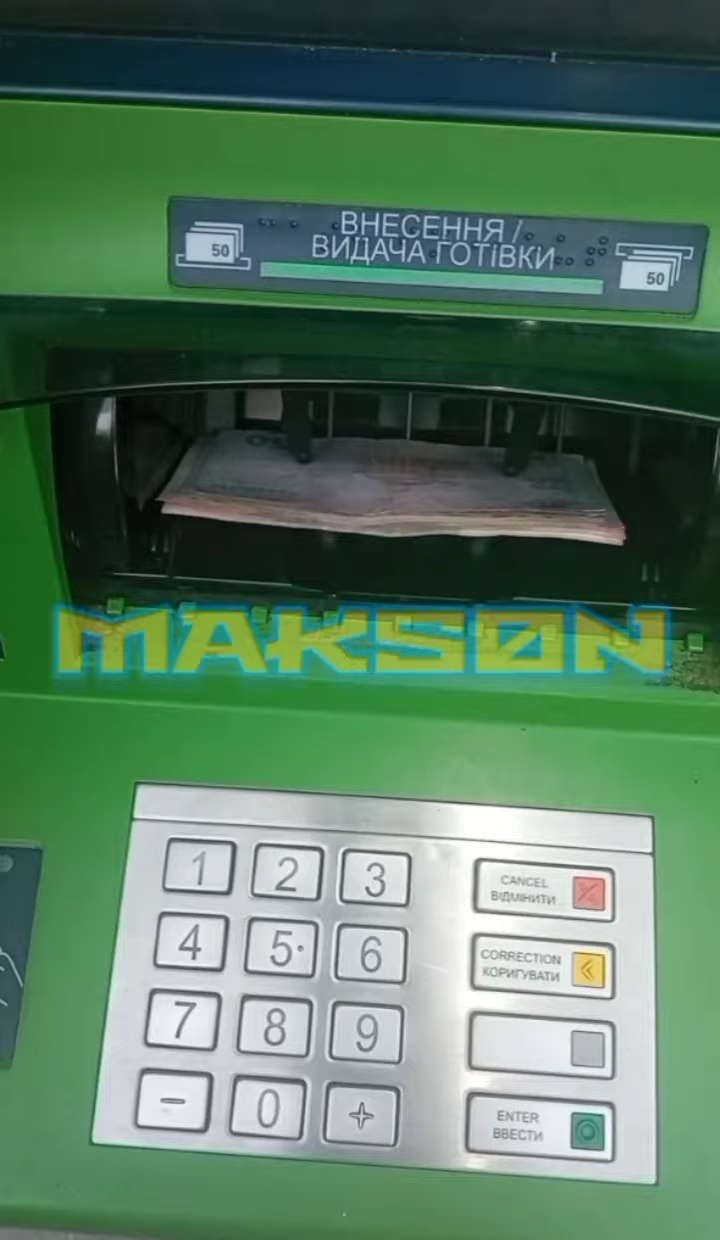 ВНЕСЕННЯ /
ВИДАЧА ГОТІВКИ
50
50
MAKSØN
1 2 3
CANCEL
ВІДМІНИТИ
4 5 6
CORRECTION
КОРИГУВАТИ
7 8 9
- 0 +
ENTER
ВВЕСТИ